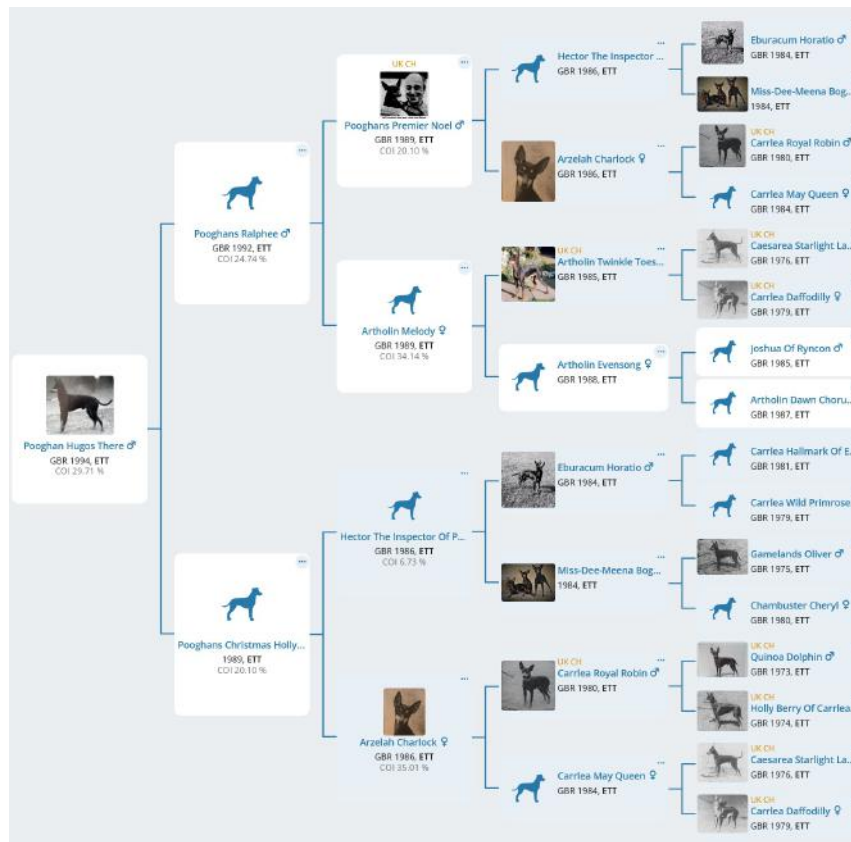 Pooghan Hugos There ♂
GBR 1994, ETT
COI 29.71 %
Pooghans Ralphee ♂
GBR 1992, ETT
COI 24.74 %
Pooghans Christmas Holly...
1989, ETT
COI 20.10 %
UK CH
Pooghans Premier Noel ♂
GBR 1989, ETT
COI 20.10 %
Artholin Melody ♀
GBR 1989, ETT
COI 34.14 %
Hector The Inspector Of P...
GBR 1986, ETT
COI 6.73 %
Arzelah Charlock ♀
GBR 1986, ETT
COI 35.01 %
Hector The Inspector ...
GBR 1986, ETT
Arzelah Charlock ♀
GBR 1986, ETT
UK CH
Artholin Twinkle Toes...
GBR 1985, ETT
Artholin Evensong ♀
GBR 1988, ETT
Eburacum Horatio ♂
GBR 1984, ETT
Miss-Dee-Meena Bog...
1984, ETT
UK CH
Carrlea Royal Robin ♂
GBR 1980, ETT
Carrlea May Queen ♀
GBR 1984, ETT
Eburacum Horatio ♂
GBR 1984, ETT
Miss-Dee-Meena Bog..
1984, ETT
UK CH
Carrlea Royal Robin ♂
GBR 1980, ETT
Carrlea May Queen ♀
GBR 1984, ETT
UK CH
Caesarea Starlight La...
GBR 1976, ETT
UK CH
Carrlea Daffodilly ♀
GBR 1979, ETT
Joshua Of Ryncon ♂
GBR 1985, ETT
Artholin Dawn Choru...
GBR 1987, ETT
Carrlea Hallmark Of E..
GBR 1981, ETT
Carrlea Wild Primrose
GBR 1979, ETT
Gamelands Oliver ♂
GBR 1975, ETT
Chambuster Cheryl ♀
GBR 1980, ETT
UK CH
Quinoa Dolphin ♂
GBR 1973, ETT
UK CH
Holly Berry Of Carrlea
GBR 1974, ETT
UK CH
Caesarea Starlight La...
GBR 1976, ETT
UK CH
Carrlea Daffodilly ♀
GBR 1979, ETT